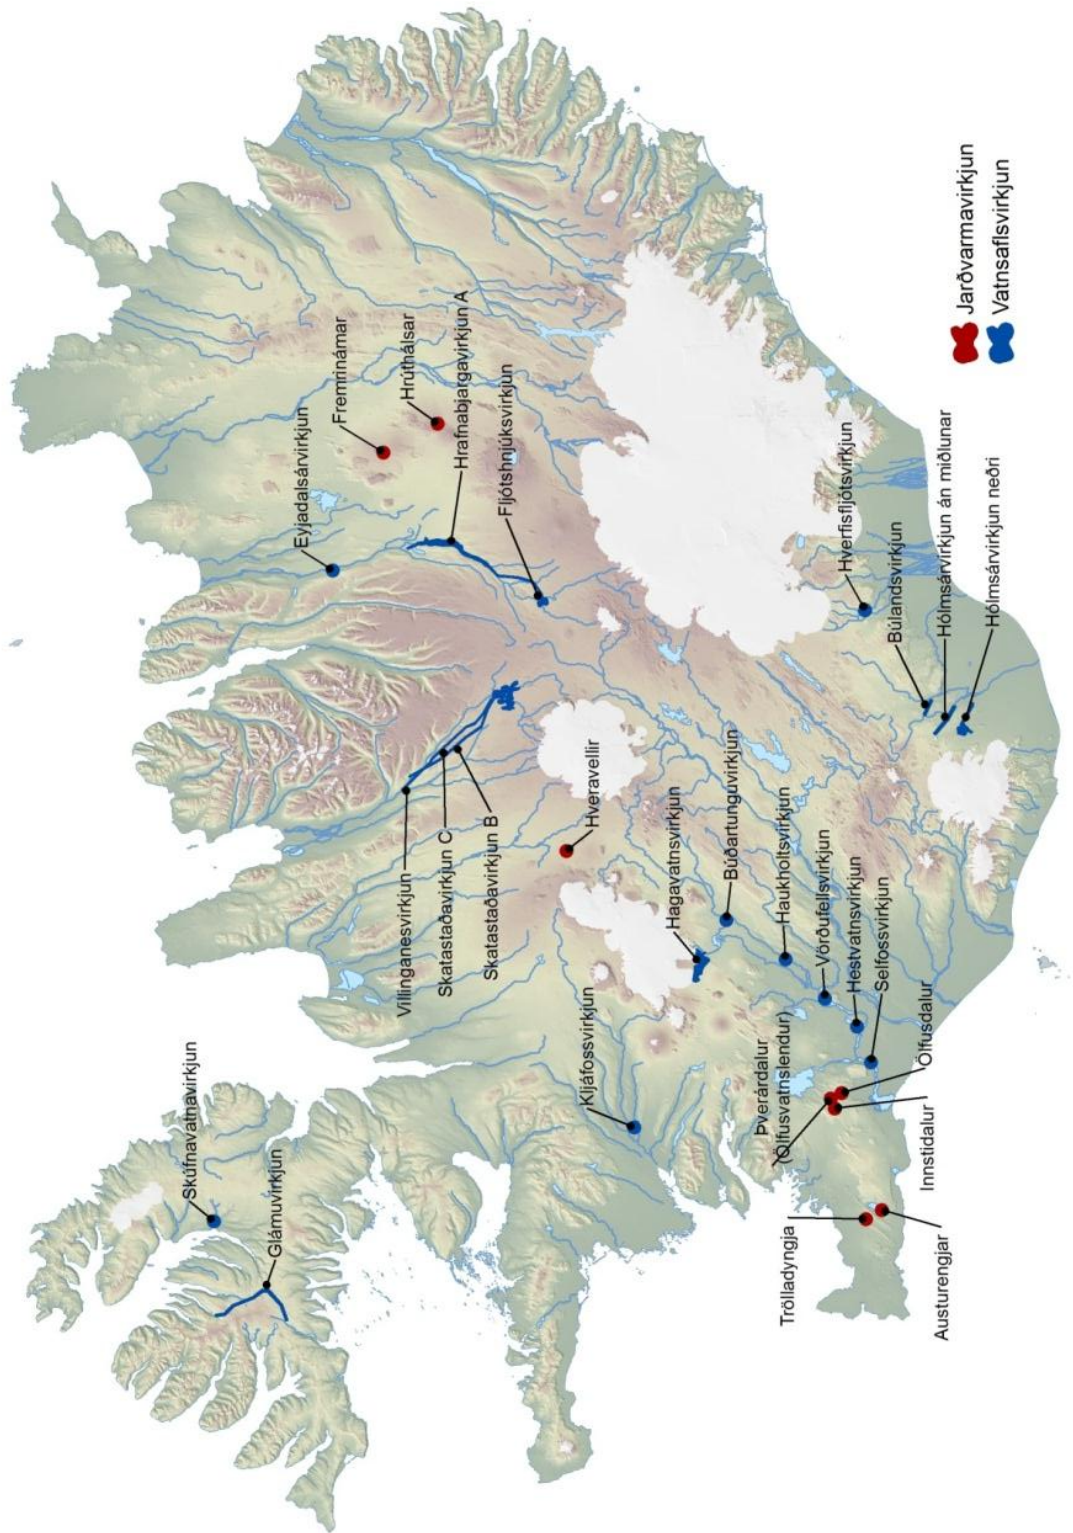 Skúfnavatnavirkjun
Glámuvirkjun
Eyjadalsárvirkjun
Fremrinámar
Hrúthálsar
Hrafnabjargavirkjun A
Fljótshnjúksvirkjun
Villinganesvirkjun
Skatastaðavirkjun C
Skatastaðavirkjun B
Hveravellir
Kljáfossvirkjun
Hagavatnsvirkjun
Búðartunguvirkjun
Haukholtsvirkjun
Vörðufellsvirkjun
Hestvatnsvirkjun
Selfossvirkjun
Þverárdalur
(Ölfusvatnslendur)
Ölfusdalur
Innstidalur
Trölladyngja
Austurengjar
Hverfisfljótsvirkjun
Búlandsvirkjun
Hólmsárvirkjun án miðlunar
Hólmsárvirkjun neðri
Jarðvarmavirkjun
Vatnsaflsvirkjun